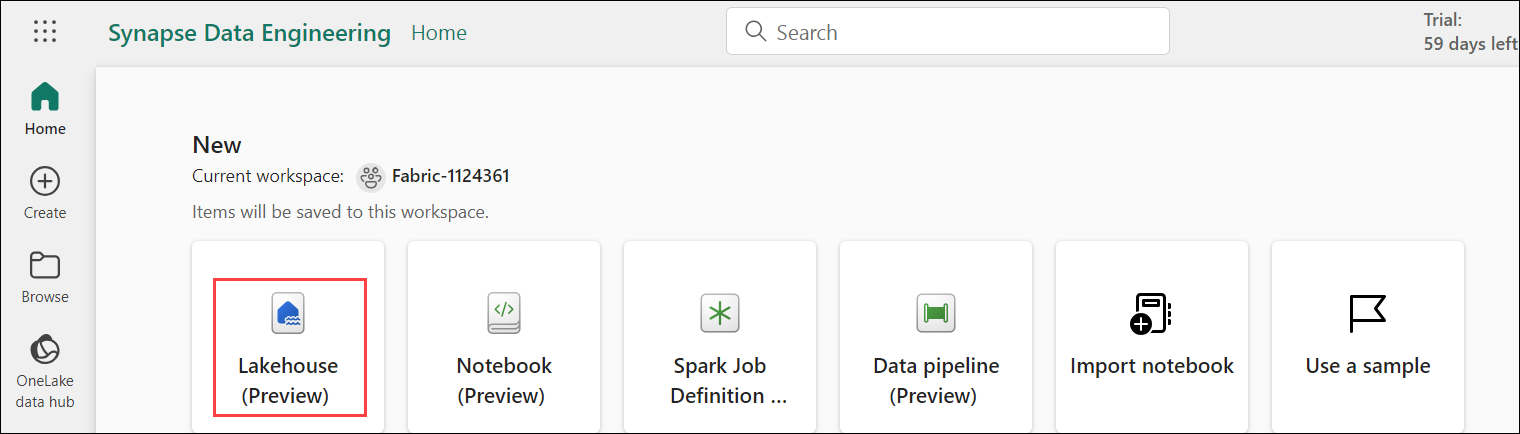 Synapse Data Engineering Home
Search
Trial:
59 days left
Home
Create
Browse
OneLake
data hub
New
Current workspace: Fabric-1124361
Items will be saved to this workspace.
Lakehouse
(Preview)
Notebook
(Preview)
Spark Job
Definition ...
Data pipeline
(Preview)
Import notebook
Use a sample